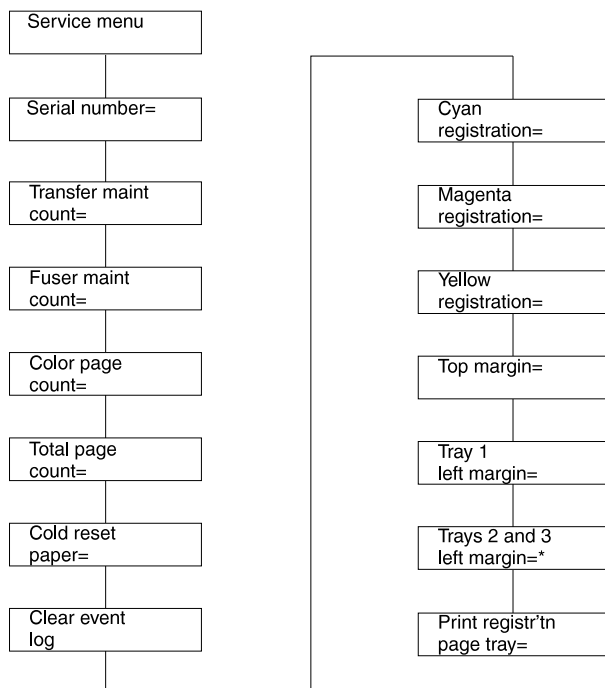 Service menu
Serial number=
Transfer maint
count=
Fuser maint
count=
Color page
count=
Total page
count=
Cold reset
paper=
Clear event
log
Cyan
registration=
Magenta
registration=
Yellow
registration=
Top margin=
Tray 1
left margin=
Trays 2 and 3
left margin=*
Print registr'tn
page tray=